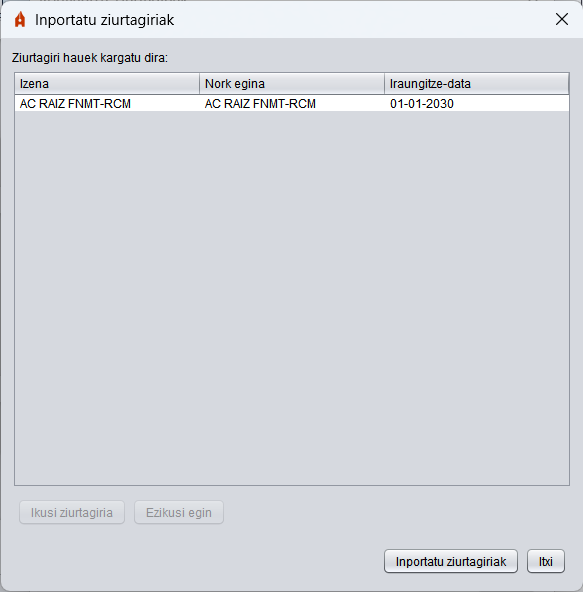 Inportatu ziurtagiriak
Ziurtagiri hauek kargatu dira:
Izena Nork egina Iraungitze-data
AC RAIZ FNMT-RCM AC RAIZ FNMT-RCM 01-01-2030
Ikusi ziurtagiria Ezikusi egin
Inportatu ziurtagiriak Itxi